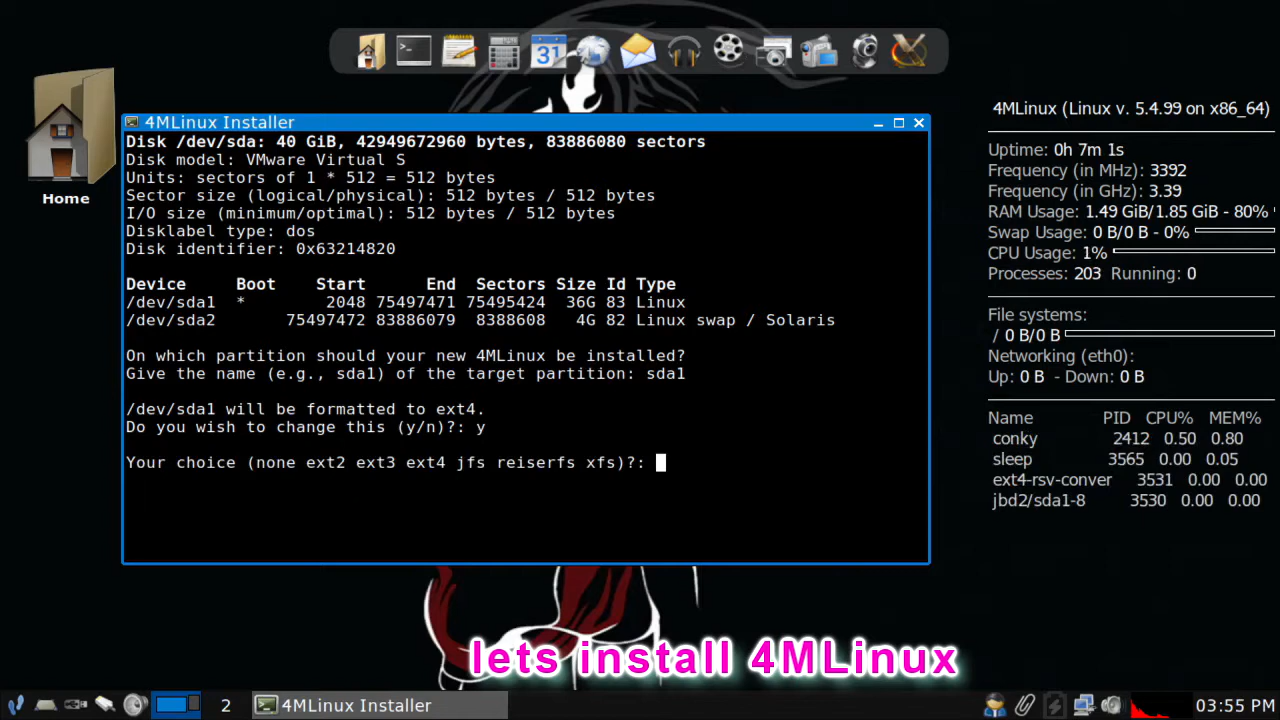 31
4MLinux Installer
Disk /dev/sda: 40 GiB, 42949672960 bytes, 83886080 sectors
Disk model: VMware Virtual S
Units: sectors of 1 * 512 = 512 bytes
Sector size (logical/physical): 512 bytes / 512 bytes
I/O size (minimum/optimal): 512 bytes / 512 bytes
Disklabel type: dos
Disk identifier: 0x63214820
Device Boot Start End Sectors Size Id Type
/dev/sda1 * 2048 75497471 75495424 36G 83 Linux
/dev/sda2 75497472 83886079 8388608 4G 82 Linux swap / Solaris
On which partition should your new 4MLinux be installed?
Give the name (e.g., sda1) of the target partition: sda1
/dev/sda1 will be formatted to ext4.
Do you wish to change this (y/n)?: y
Your choice (none ext2 ext3 ext4 jfs reiserfs xfs)?:
Home
4MLinux (Linux v. 5.4.99 on x86_64)
Uptime: 0h 7m 1s
Frequency (in MHz): 3392
Frequency (in GHz): 3.39
RAM Usage: 1.49 GiB/1.85 GiB - 80%
Swap Usage: 0 B/0 B - 0%
CPU Usage: 1%
Processes: 203 Running: 0
File systems:
/ 0 B/0 B
Networking (eth0):
Up: 0 B - Down: 0 B
Name PID CPU% MEM%
conky 2412 0.50 0.80
sleep 3565 0.00 0.05
ext4-rsv-conver 3531 0.00 0.00
jbd2/sda1-8 3530 0.00 0.00
lets install 4MLinux
2
4MLinux Installer
03:55 PM